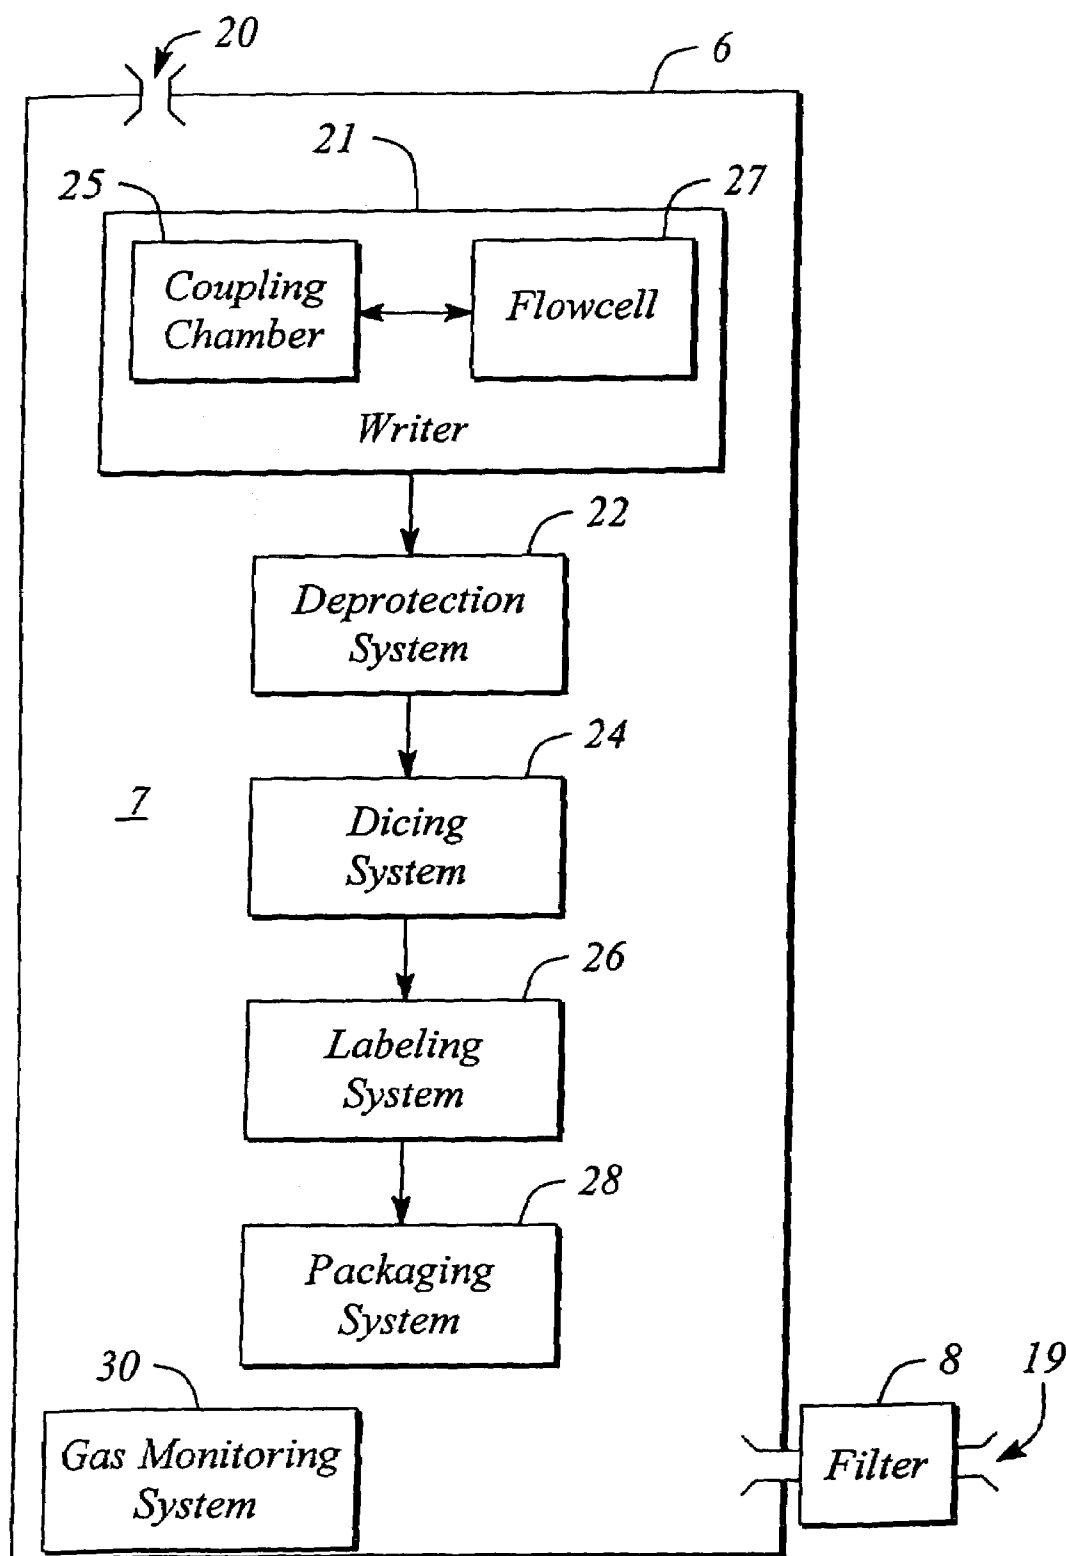 20
6
21
25
27
Coupling
Chamber
Flowcell
Writer
22
Deprotection
System
24
7
Dicing
System
26
Labeling
System
28
Packaging
System
30
8
19
Gas Monitoring
System
Filter